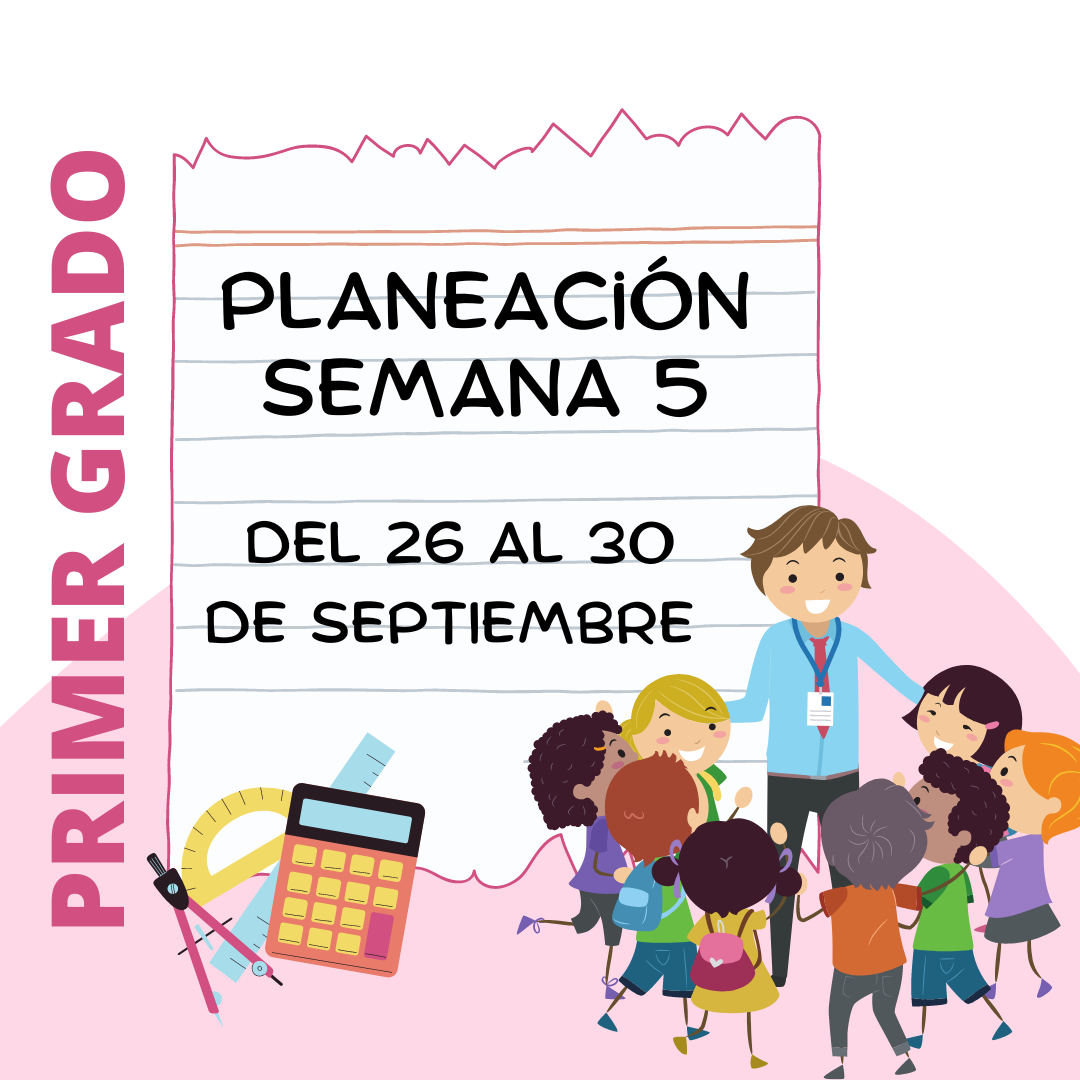 PRIMER GRADO
PLANEACIÓN
SEMANA 5
DEL 26 AL 30
DE SEPTIEMBRE